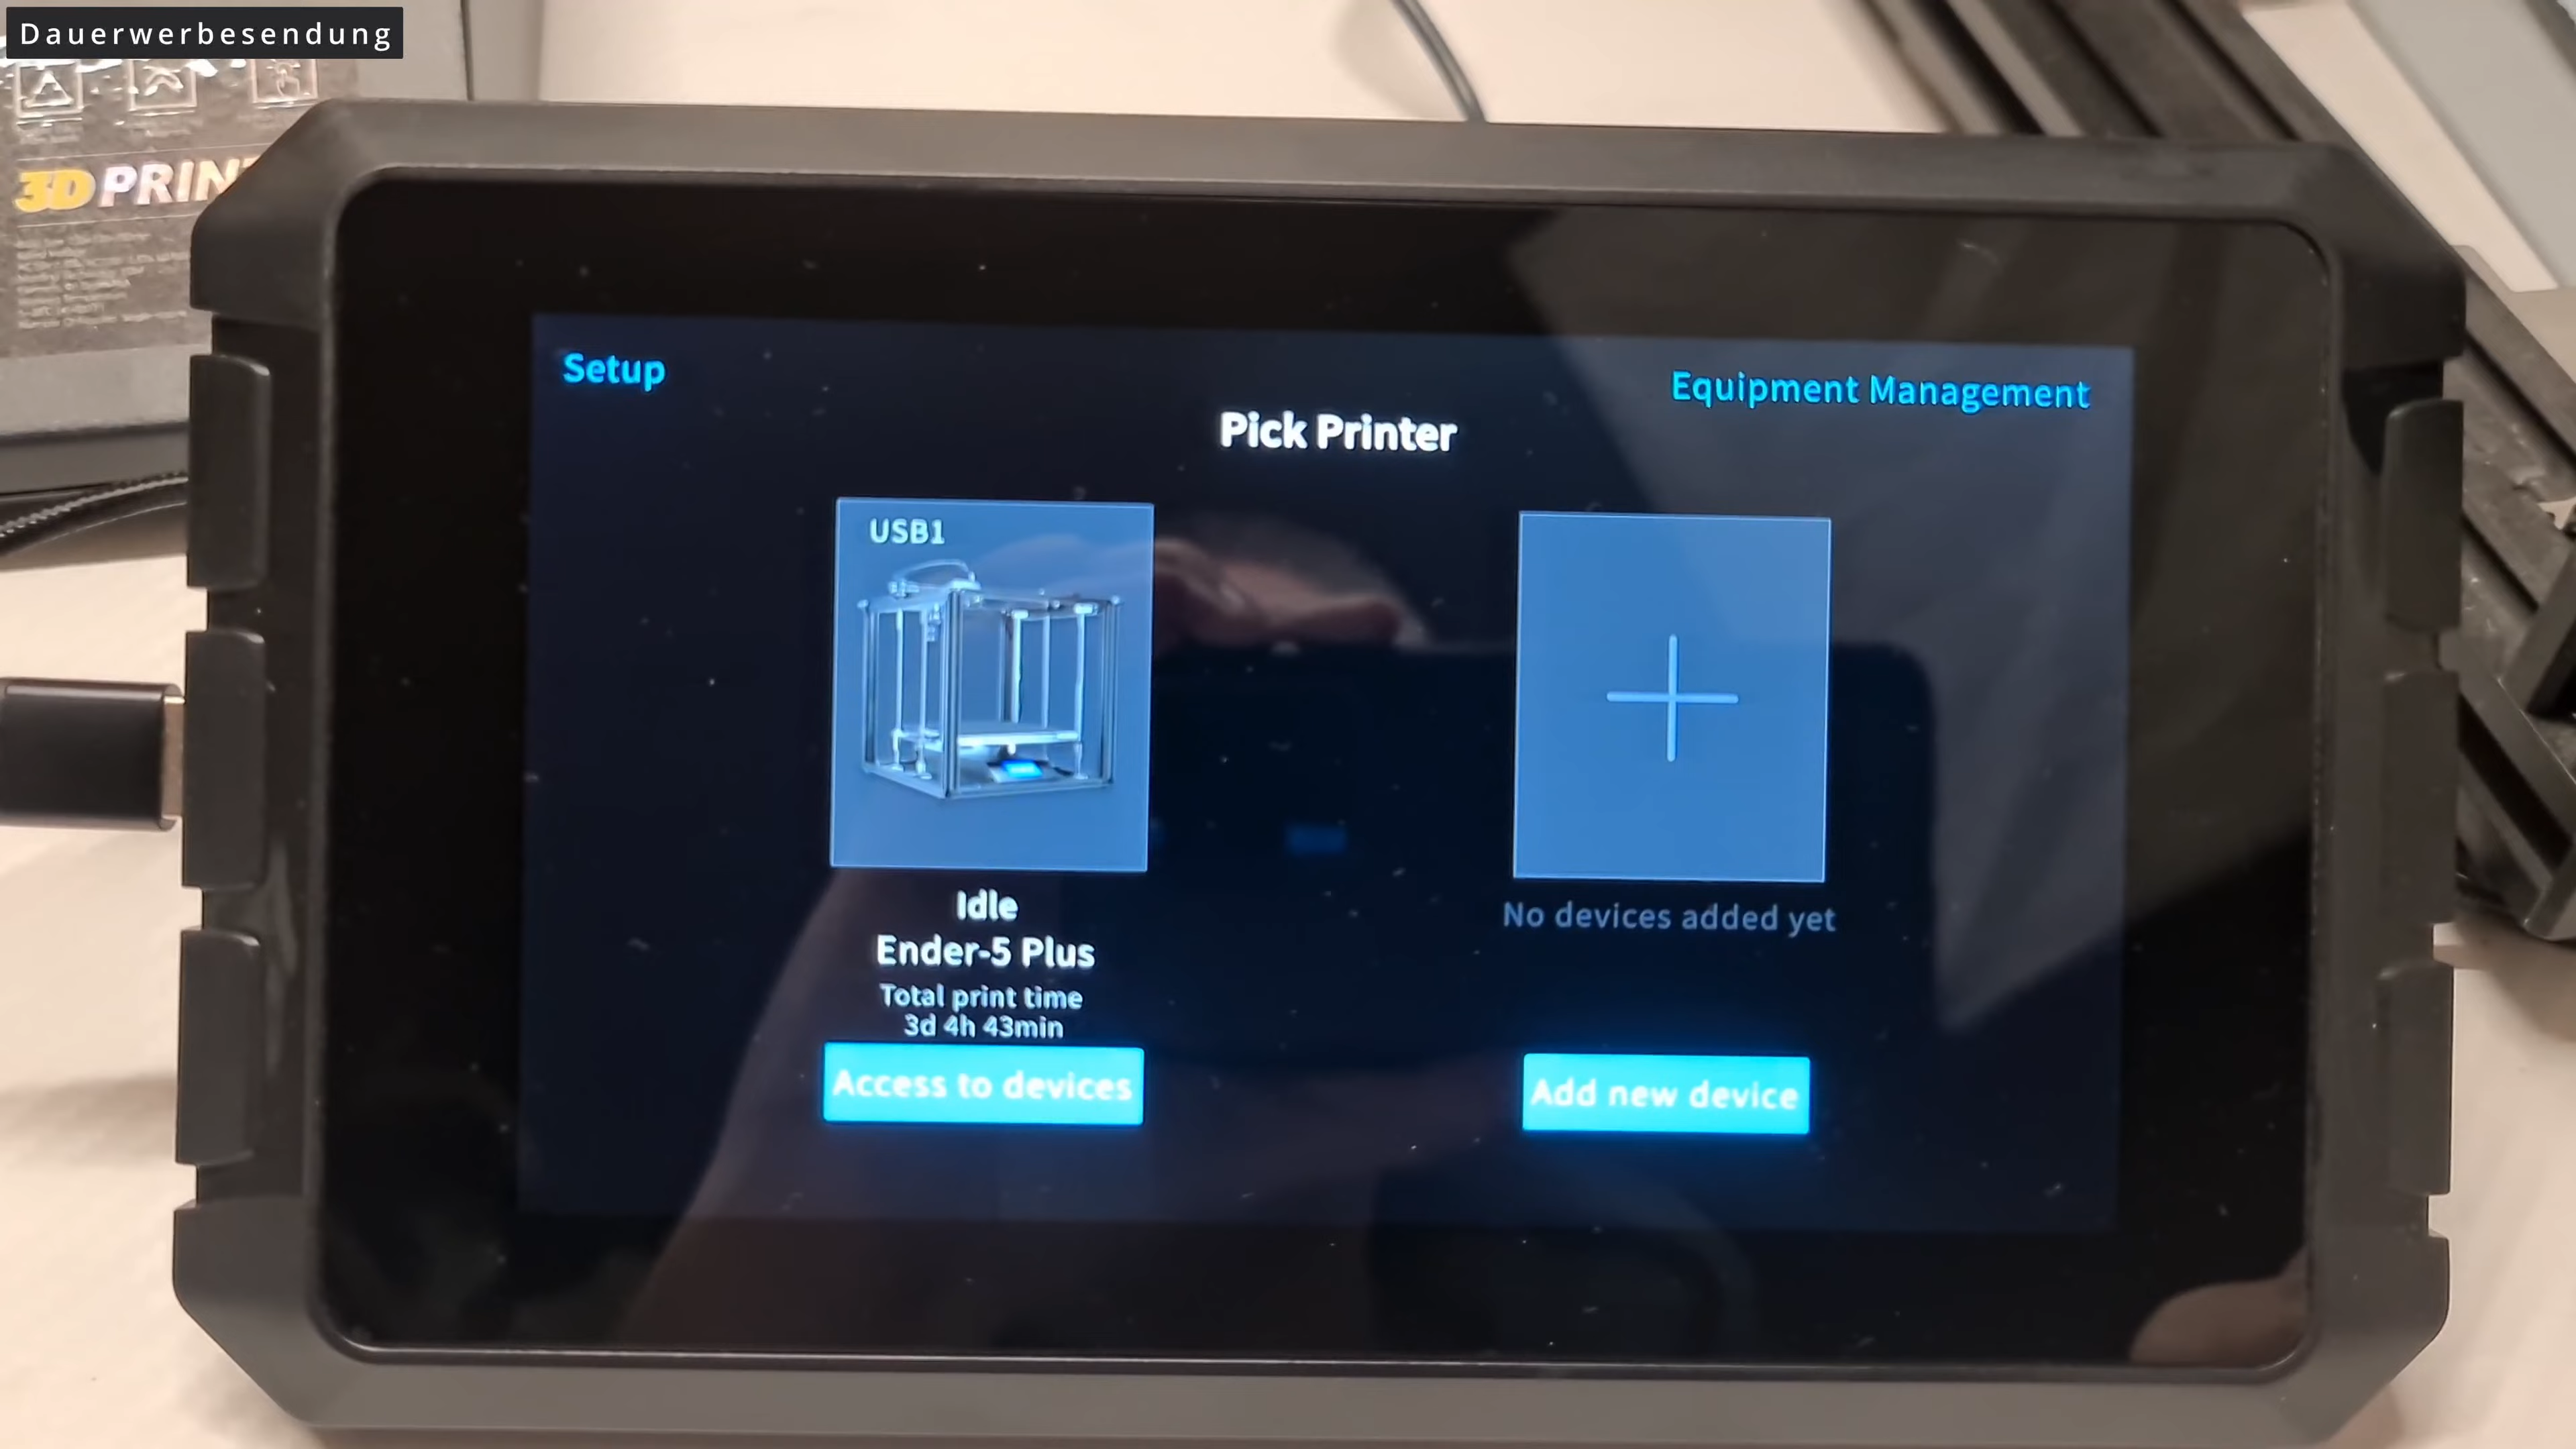 Dauerwerbesendung
3D PRIN
Setup
Equipment Management
Pick Printer
USB1
Idle
Ender-5 Plus
Total print time
3d 4h 43min
Access to devices
No devices added yet
Add new device